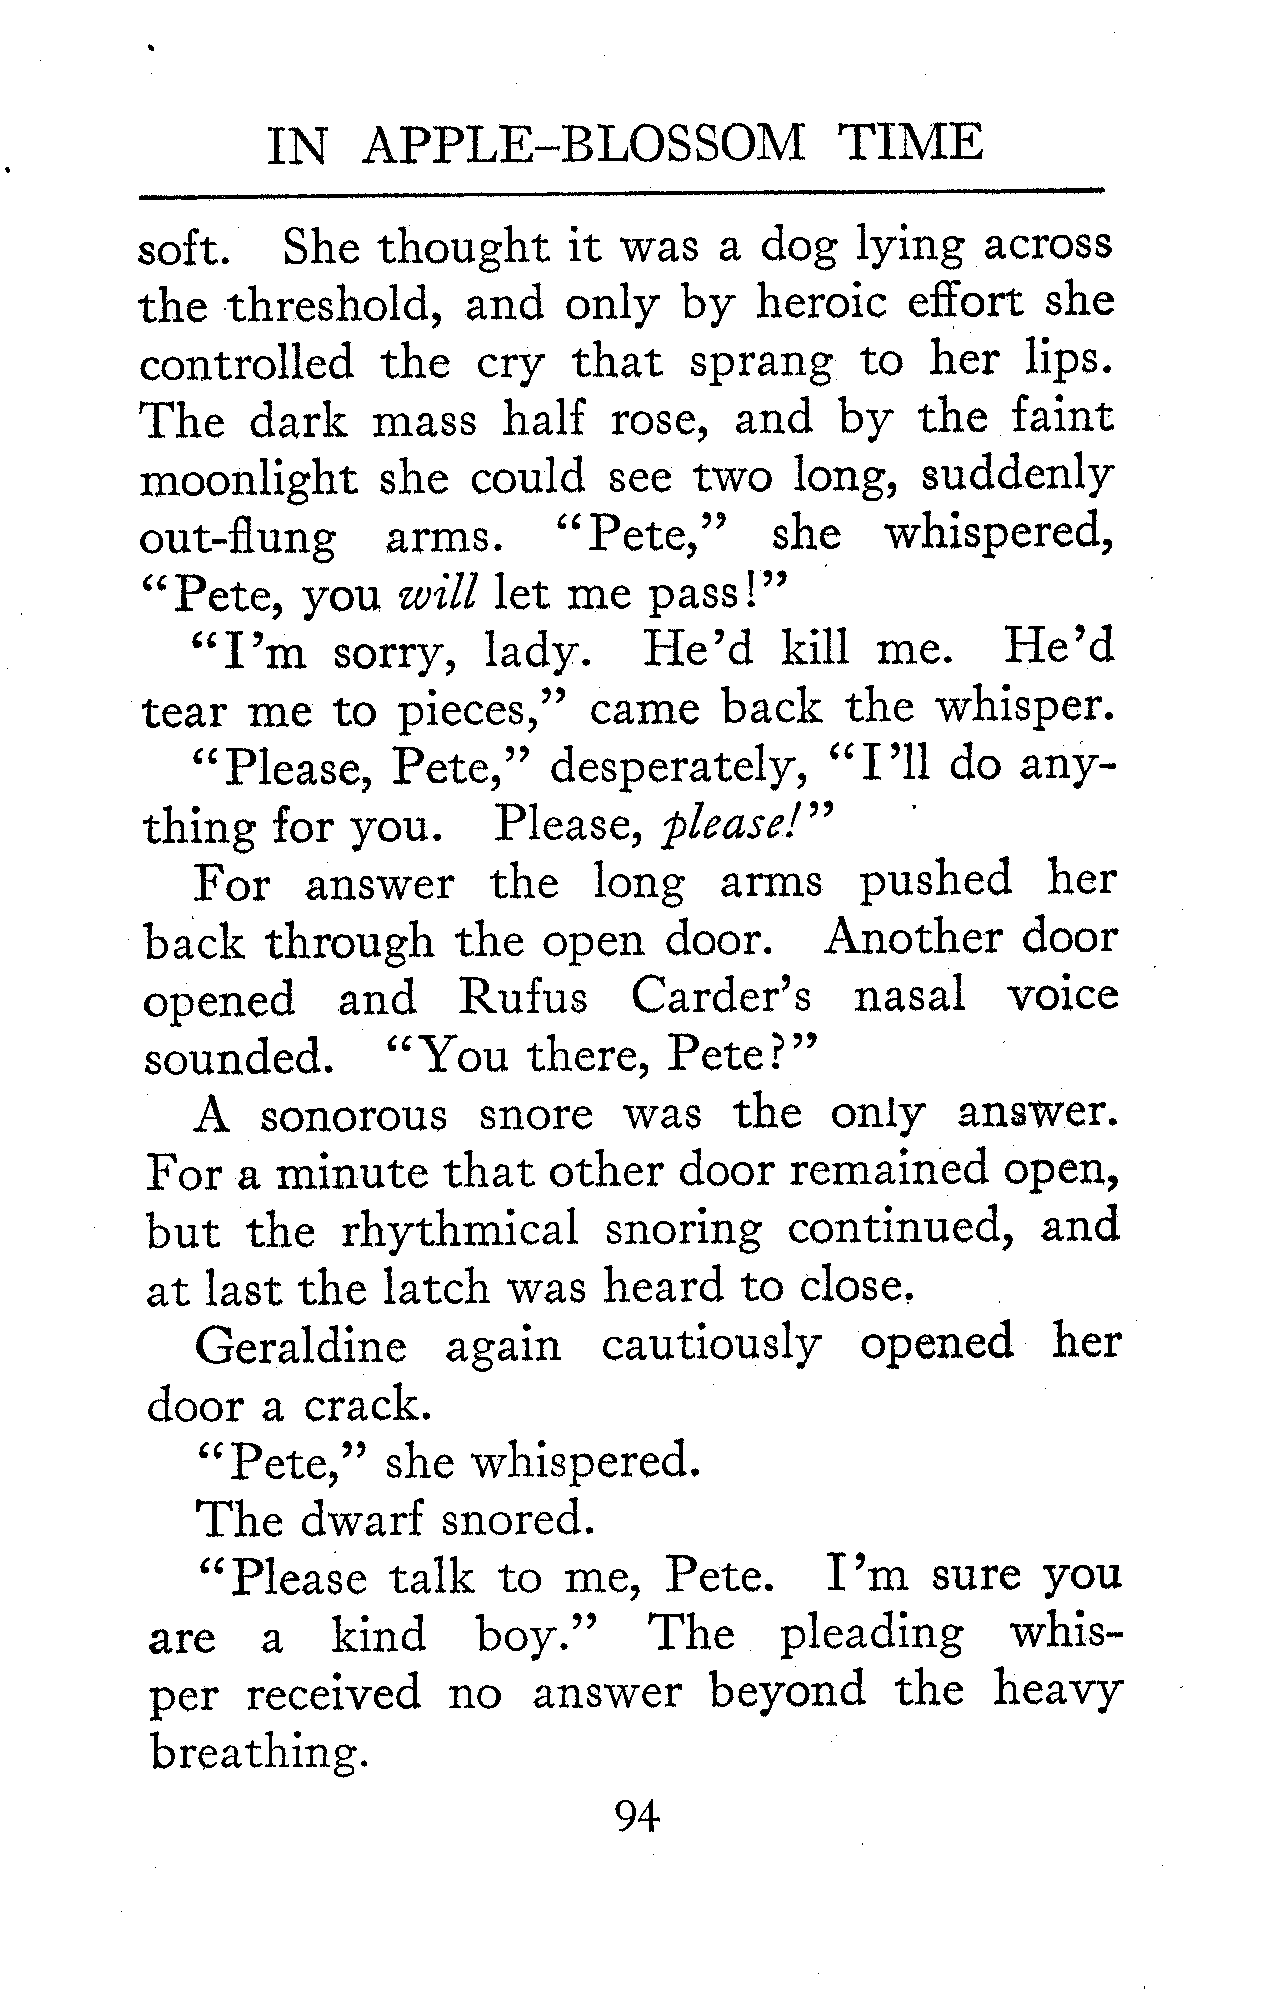 IN APPLE-BLOSSOM TIME
soft. She thought it was a dog lying across
the threshold, and only by heroic effort she
controlled the cry that sprang to her lips.
The dark mass half rose, and by the faint
moonlight she could see two long, suddenly
out-flung arms. “Pete,” she whispered,
“Pete, you will let me pass!”
“I’m sorry, lady. He’d kill me. He’d
tear me to pieces,” came back the whisper.
“Please, Pete,” desperately, “I’ll do any-
thing for you. Please, please!”
For answer the long arms pushed her
back through the open door. Another door
opened and Rufus Carder’s nasal voice
sounded. “You there, Pete?”
A sonorous snore was the only answer.
For a minute that other door remained open,
but the rhythmical snoring continued, and
at last the latch was heard to close.
Geraldine again cautiously opened her
door a crack.
“Pete,” she whispered.
The dwarf snored.
“Please talk to me, Pete. I’m sure you
are a kind boy.” The pleading whis-
per received no answer beyond the heavy
breathing.
94